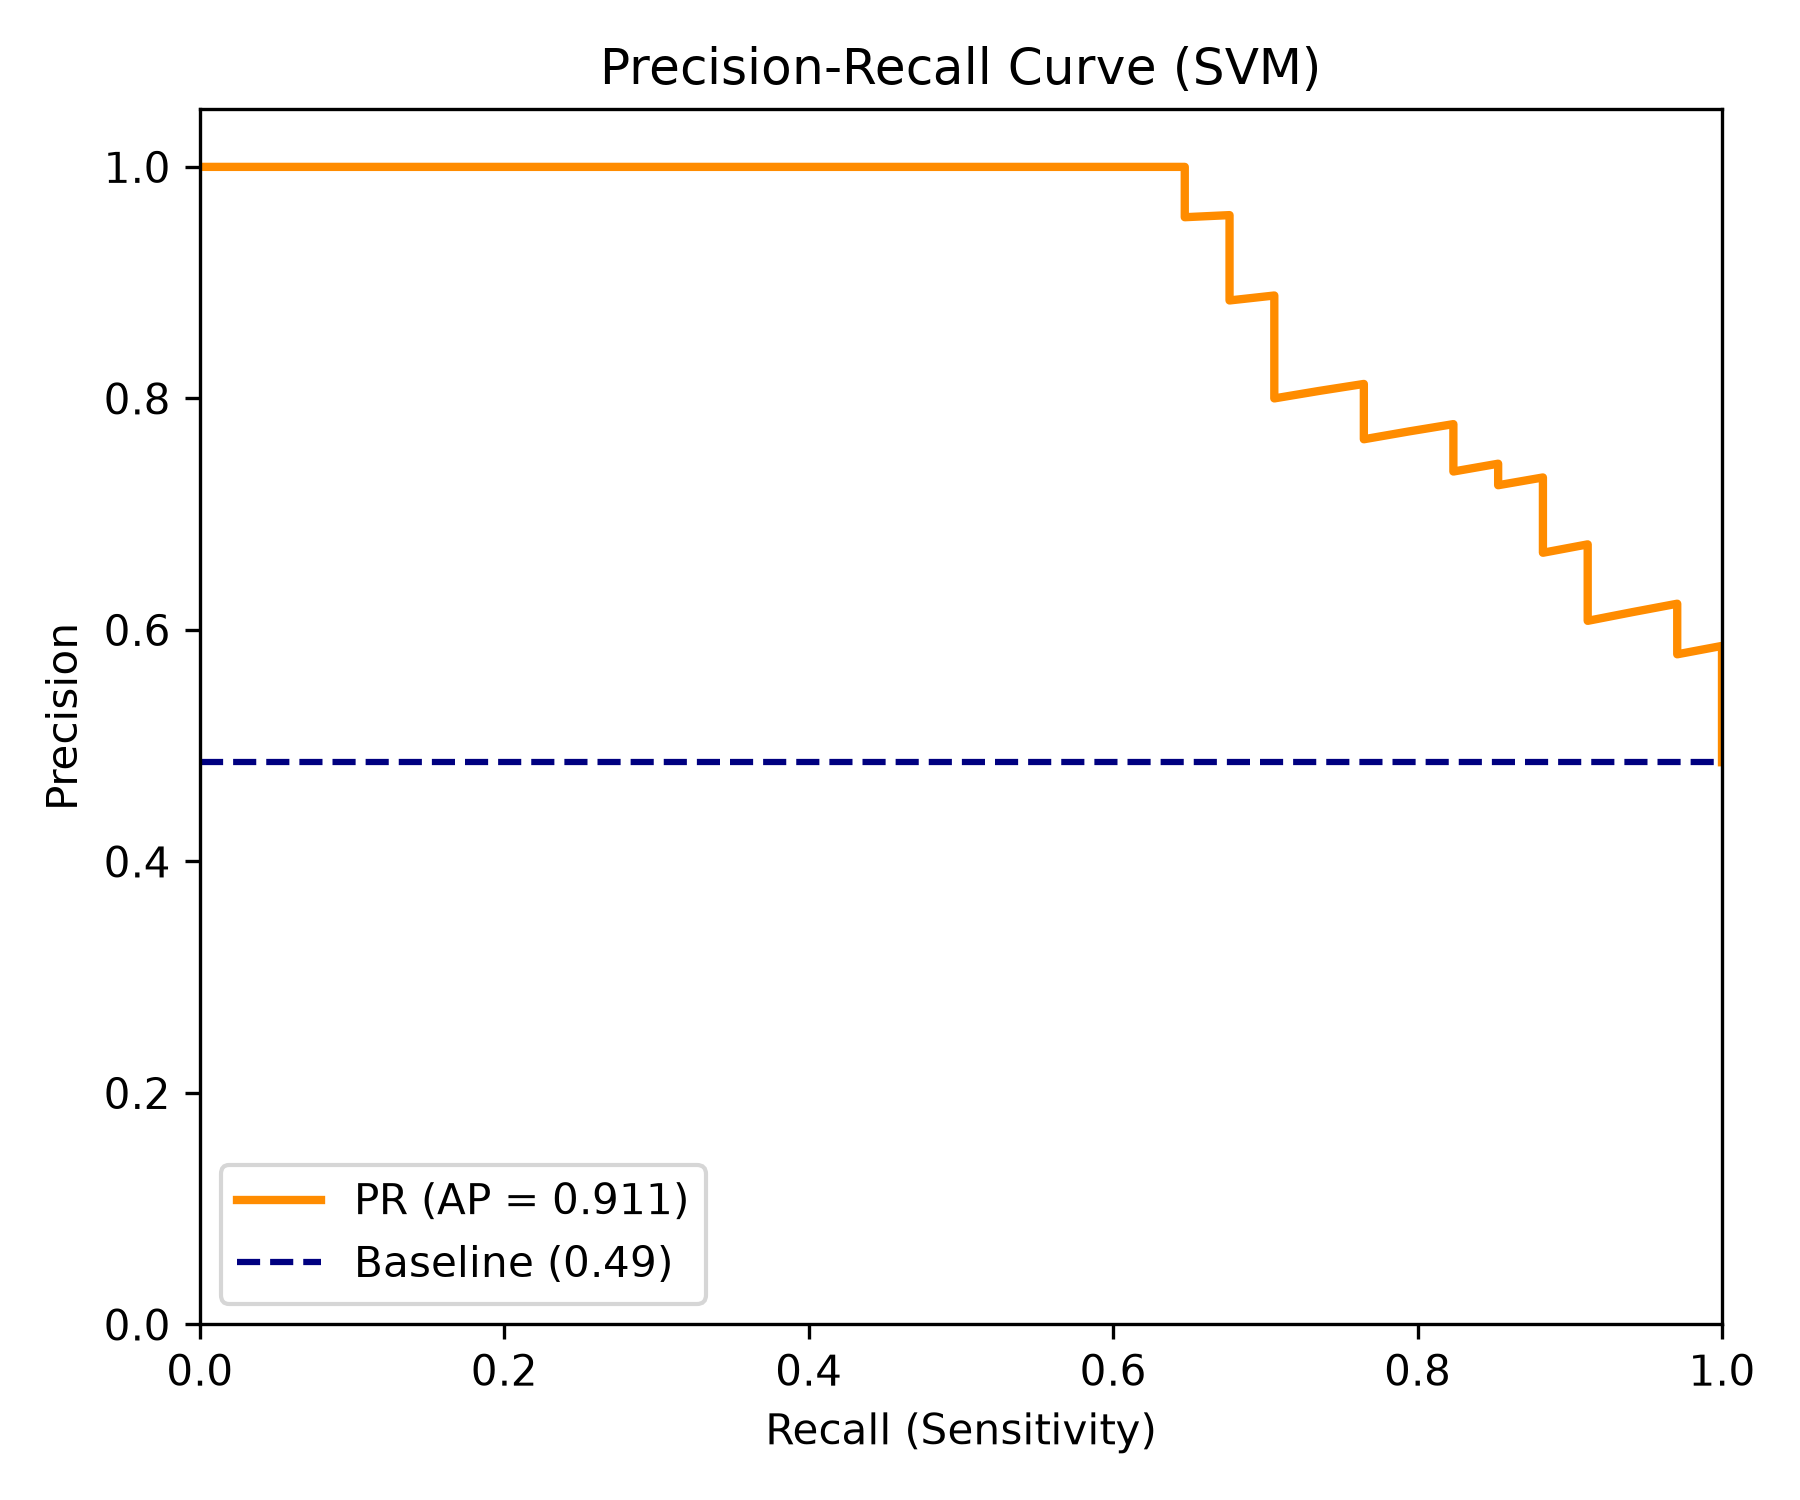 Precision-Recall Curve (SVM)
1.0
0.8
0.6
0.4
0.2
0.0
Precision
PR (AP = 0.911)
Baseline (0.49)
0.0 0.2 0.4 0.6 0.8 1.0
Recall (Sensitivity)